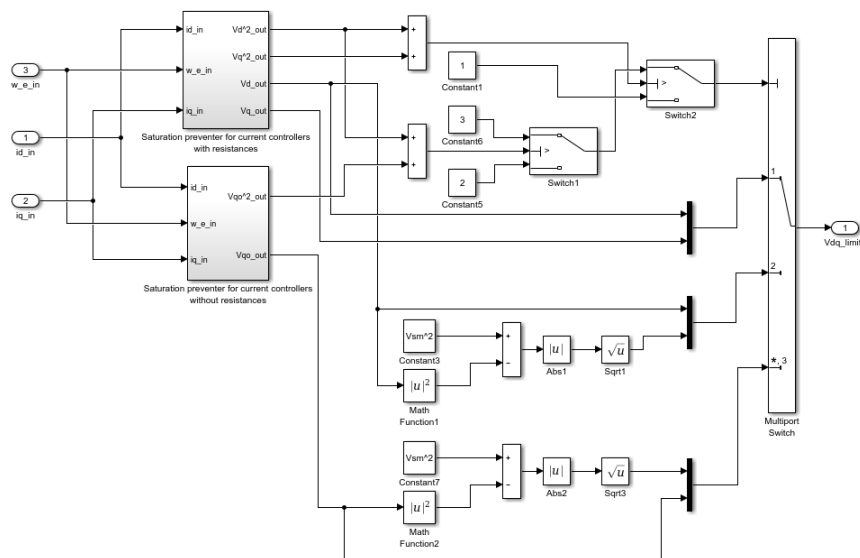 id_in
w_e_in
iq_in
Vd^2_out
Vq^2_out
Vd_out
Vq_out
Saturation preventer for current controllers
with resistances
3
w_e_in
1
id_in
2
iq_in
id_in
w_e_in
iq_in
Vqo^2_out
Vqo_out
Saturation preventer for current controllers
without resistances
+
+
+
+
1
Constant1
3
Constant6
2
Constant5
>
Switch1
>
Switch2
1
2
*, 3
Multiport
Switch
1
Vdq_limit
Vsm^2
Constant3
|u|²
Math
Function1
+
−
|u|
Abs1
√u
Sqrt1
Vsm^2
Constant7
|u|²
Math
Function2
+
−
|u|
Abs2
√u
Sqrt3